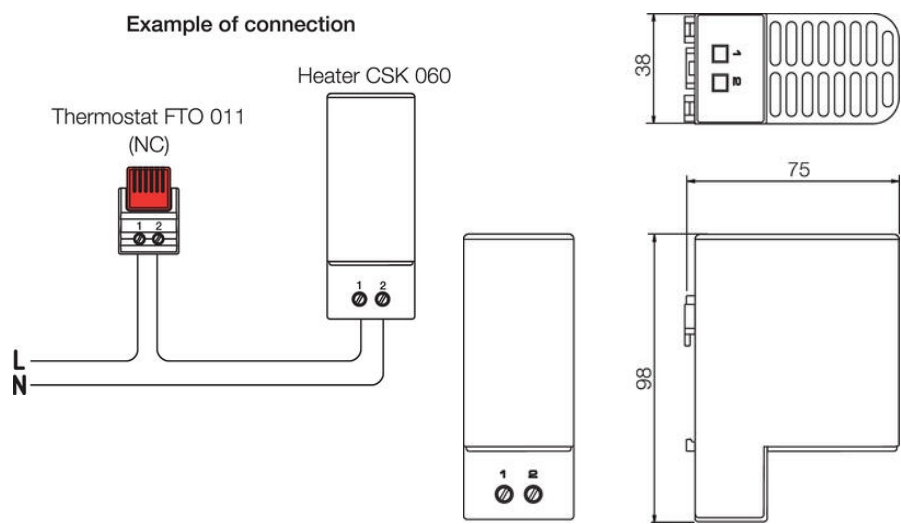 Example of connection
Heater CSK 060
Thermostat FTO 011
(NC)
1 2
1 2
L
N
38
1
2
75
98
1 2